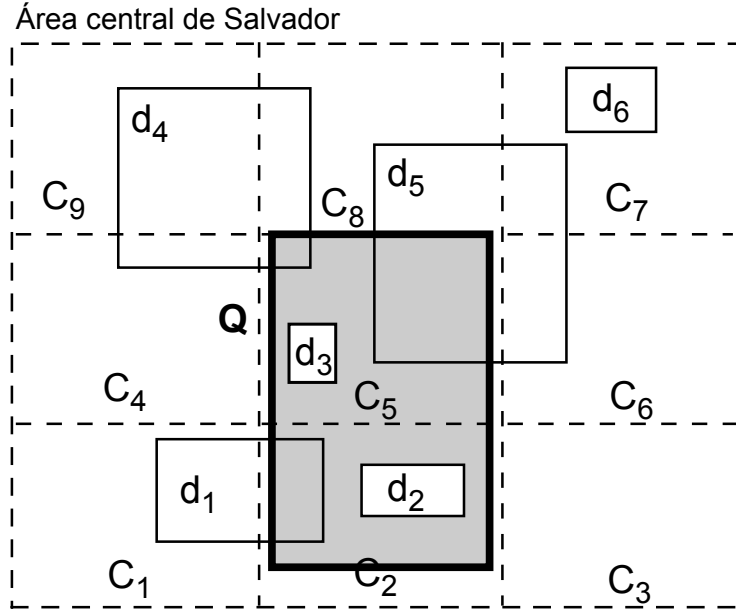 Área central de Salvador
d₄
d₆
d₅
C₉
C₈
C₇
Q
d₃
C₄
C₅
C₆
d₁
d₂
C₁
C₂
C₃